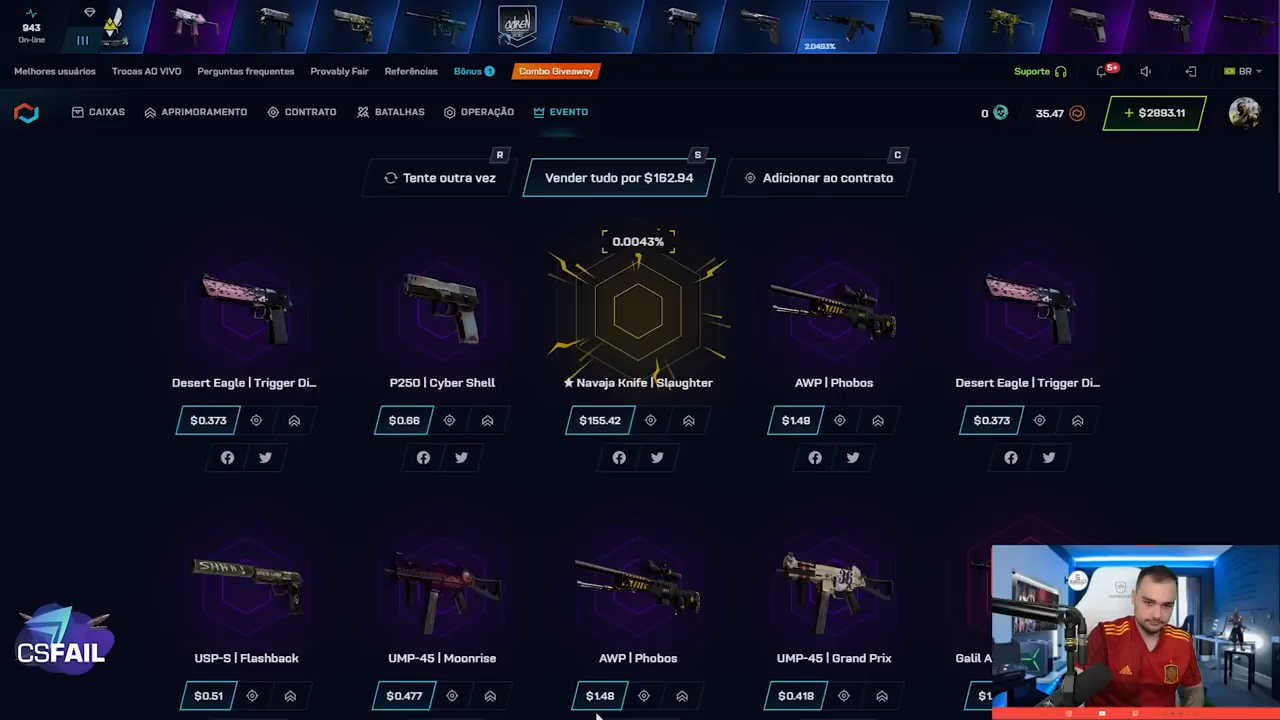 943
On-line
2.0493%
Melhores usuários
Trocas AO VIVO
Perguntas frequentes
Provably Fair
Referências
Bônus
Combo Giveaway
Suporte
5+
BR
CAIXAS
APRIMORAMENTO
CONTRATO
BATALHAS
OPERAÇÃO
EVENTO
0
35.47
+ $2893.11
R
Tente outra vez
S
Vender tudo por $162.94
C
Adicionar ao contrato
0.0043%
Desert Eagle | Trigger Di...
P250 | Cyber Shell
★ Navaja Knife | Slaughter
AWP | Phobos
Desert Eagle | Trigger Di...
$0.373
$0.66
$155.42
$1.48
$0.373
USP-S | Flashback
UMP-45 | Moonrise
AWP | Phobos
UMP-45 | Grand Prix
Galil A
$0.51
$0.477
$1.48
$0.418
$1.
CSFAIL